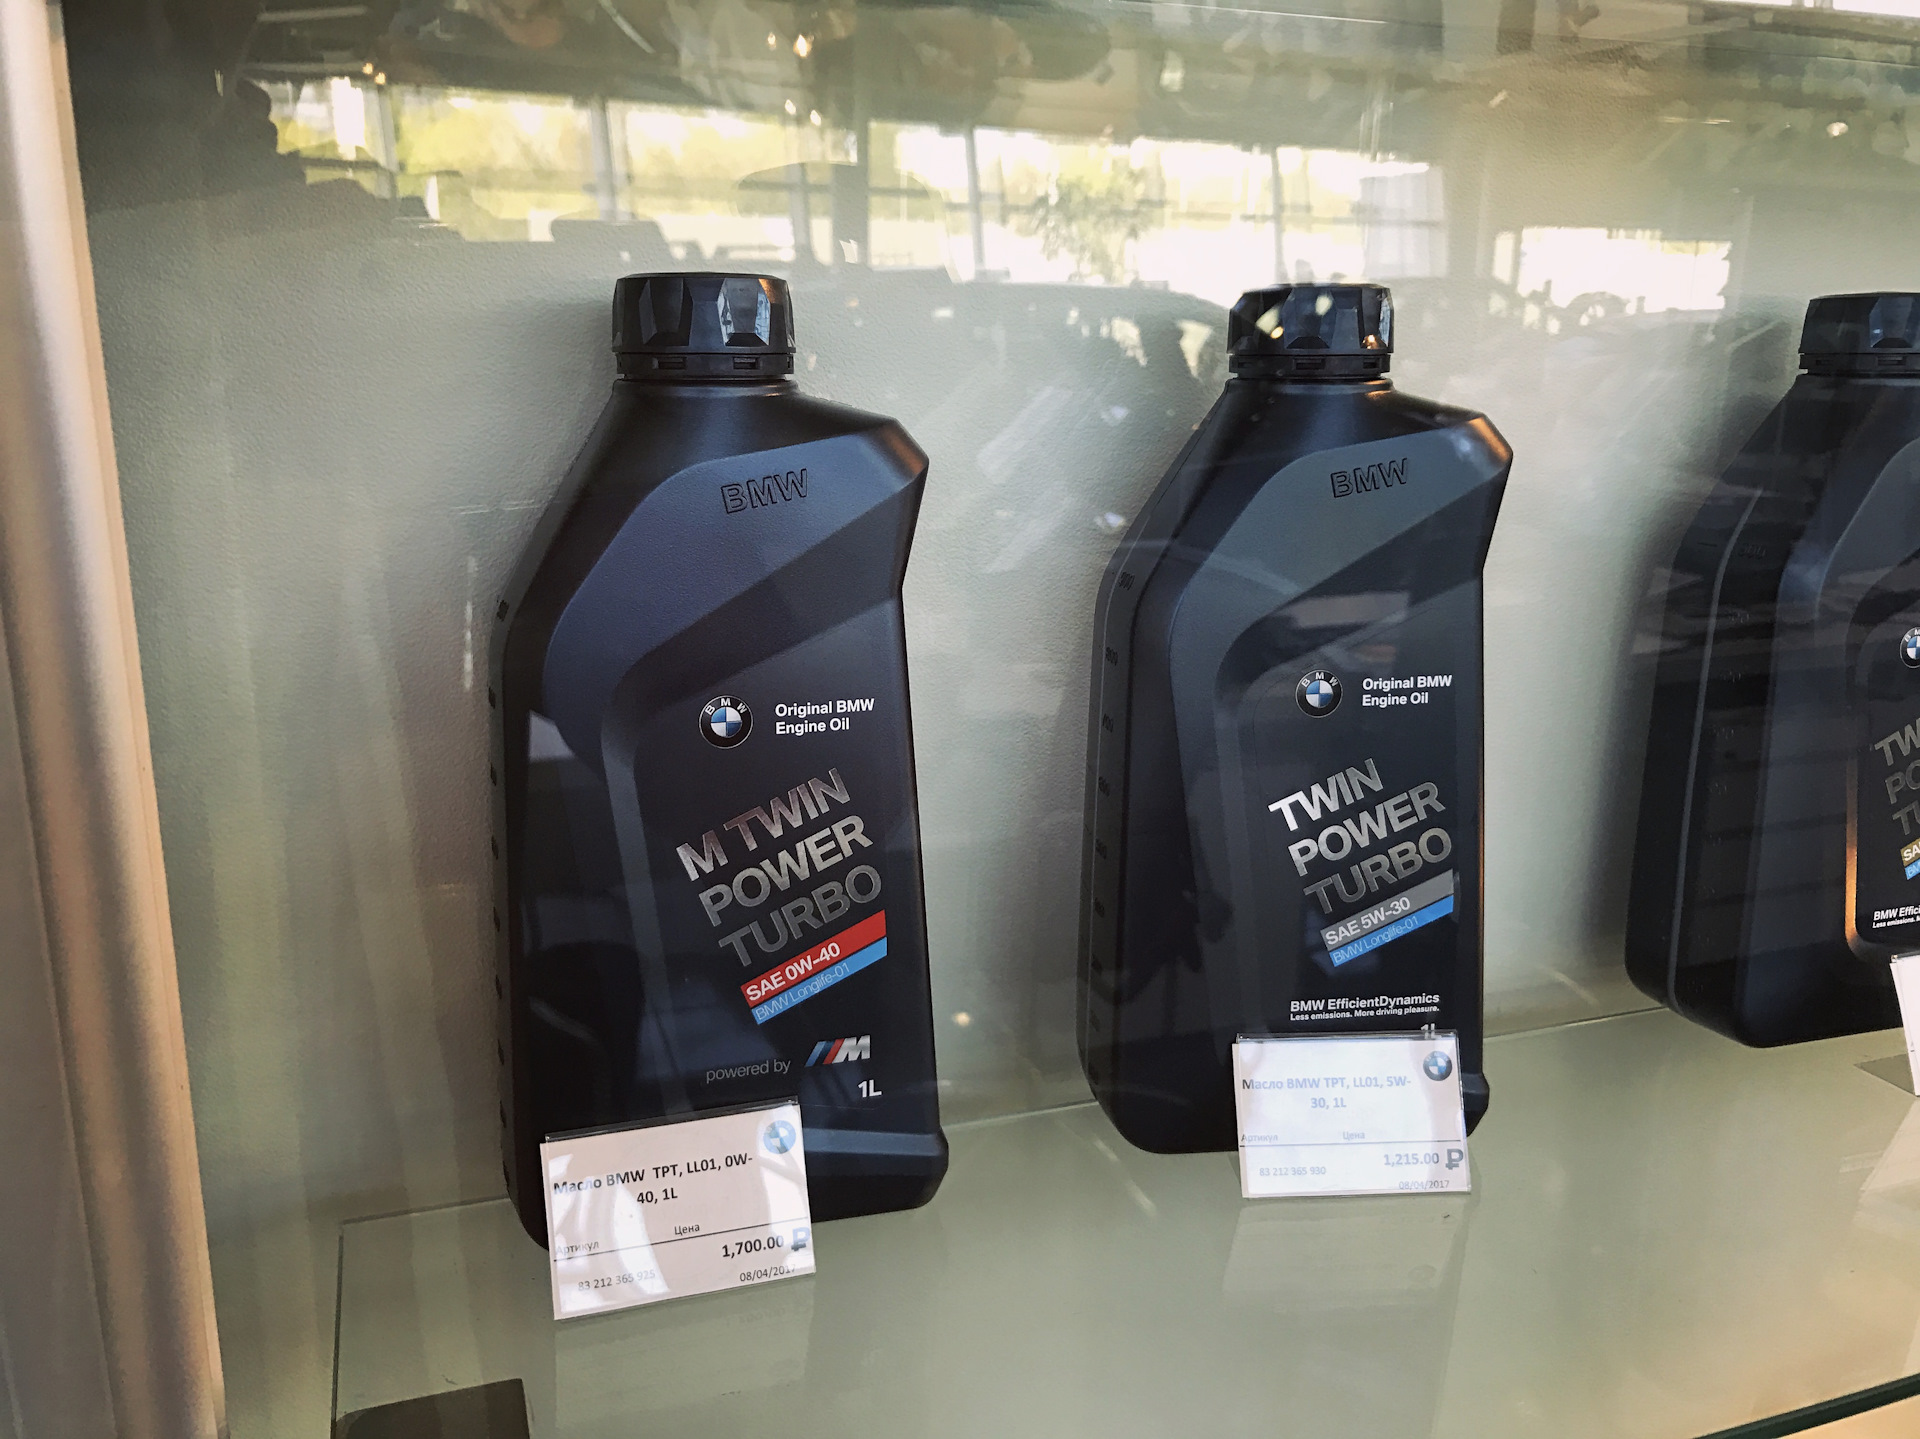 BMW
Original BMW
Engine Oil
M TWIN
POWER
TURBO
SAE 0W-40
BMW Longlife-01
powered by M
1L
Масло BMW TPT, LL01, 0W-
40, 1L
Артикул Цена
83 212 365 925 1,700.00 ₽
08/04/2017
BMW
Original BMW
Engine Oil
TWIN
POWER
TURBO
SAE 5W-30
BMW Longlife-01
BMW EfficientDynamics
Less emissions. More driving pleasure.
1L
Масло BMW TPT, LL01, 5W-
30, 1L
Артикул Цена
83 212 365 930 1,215.00 ₽
08/04/2017
BMW